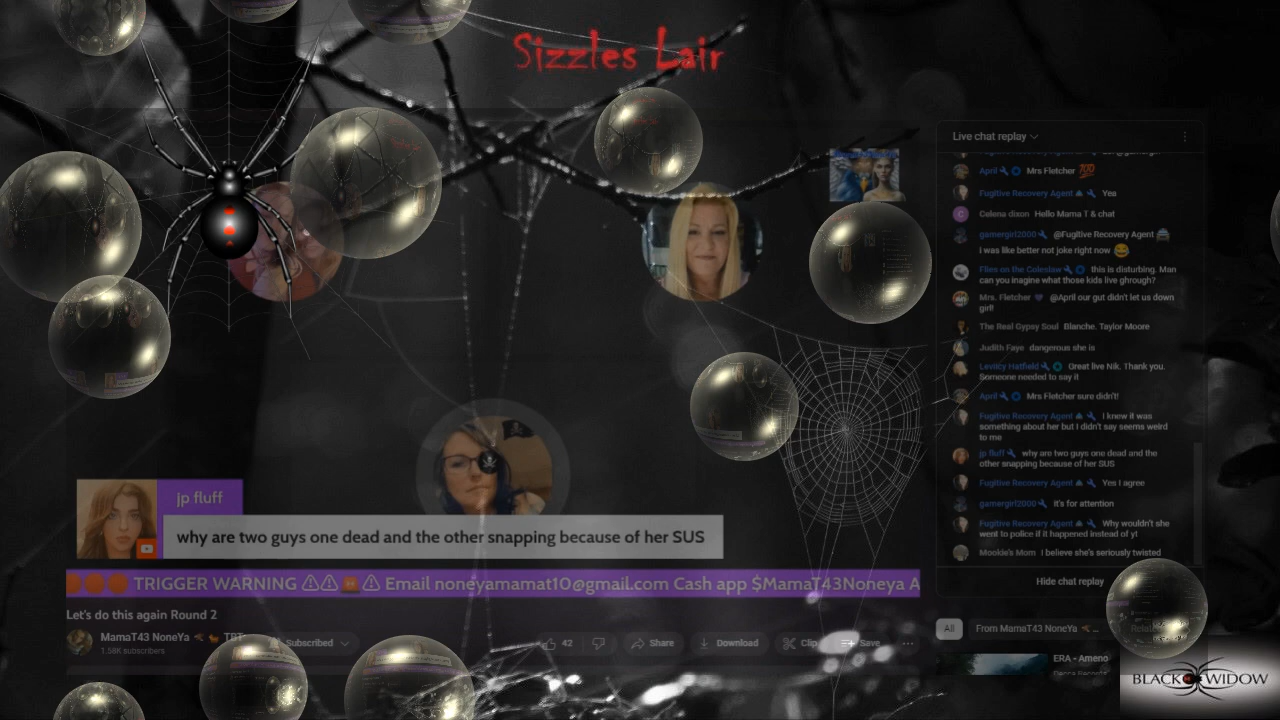 Sizzles Lair
Live chat replay
April Mrs Fletcher 100
Fugitive Recovery Agent Yea
C
Celena dixon Hello Mama T & chat
gamergirl2000 @Fugitive Recovery Agent
i was like better not joke right now
Flies on the Coleslaw this is disturbing. Man
can you imagine what those kids live ghrough?
Mrs. Fletcher @April our gut didn't let us down
girl!
The Real Gypsy Soul Blanche. Taylor Moore
Judith Faye dangerous she is
Leviicy Hatfield Great live Nik. Thank you.
Someone needed to say it
April Mrs Fletcher sure didn't!
Fugitive Recovery Agent I knew it was
something about her but I didn't say seems weird
to me
jp fluff why are two guys one dead and the
other snapping because of her SUS
Fugitive Recovery Agent Yes I agree
gamergirl2000 it's for attention
Fugitive Recovery Agent Why wouldn't she
went to police if it happened instead of yt
Mookie's Mom I believe she's seriously twisted
Hide chat replay
jp fluff
why are two guys one dead and the other snapping because of her SUS
TRIGGER WARNING Email noneyamamat10@gmail.com Cash app $MamaT43Noneya A
Let's do this again Round 2
MamaT43 NoneYa TBT
1.58K subscribers
Subscribed
42
Share
Download
Clip
Save
All
From MamaT43 NoneYa
ERA - Ameno
BLACK WIDOW